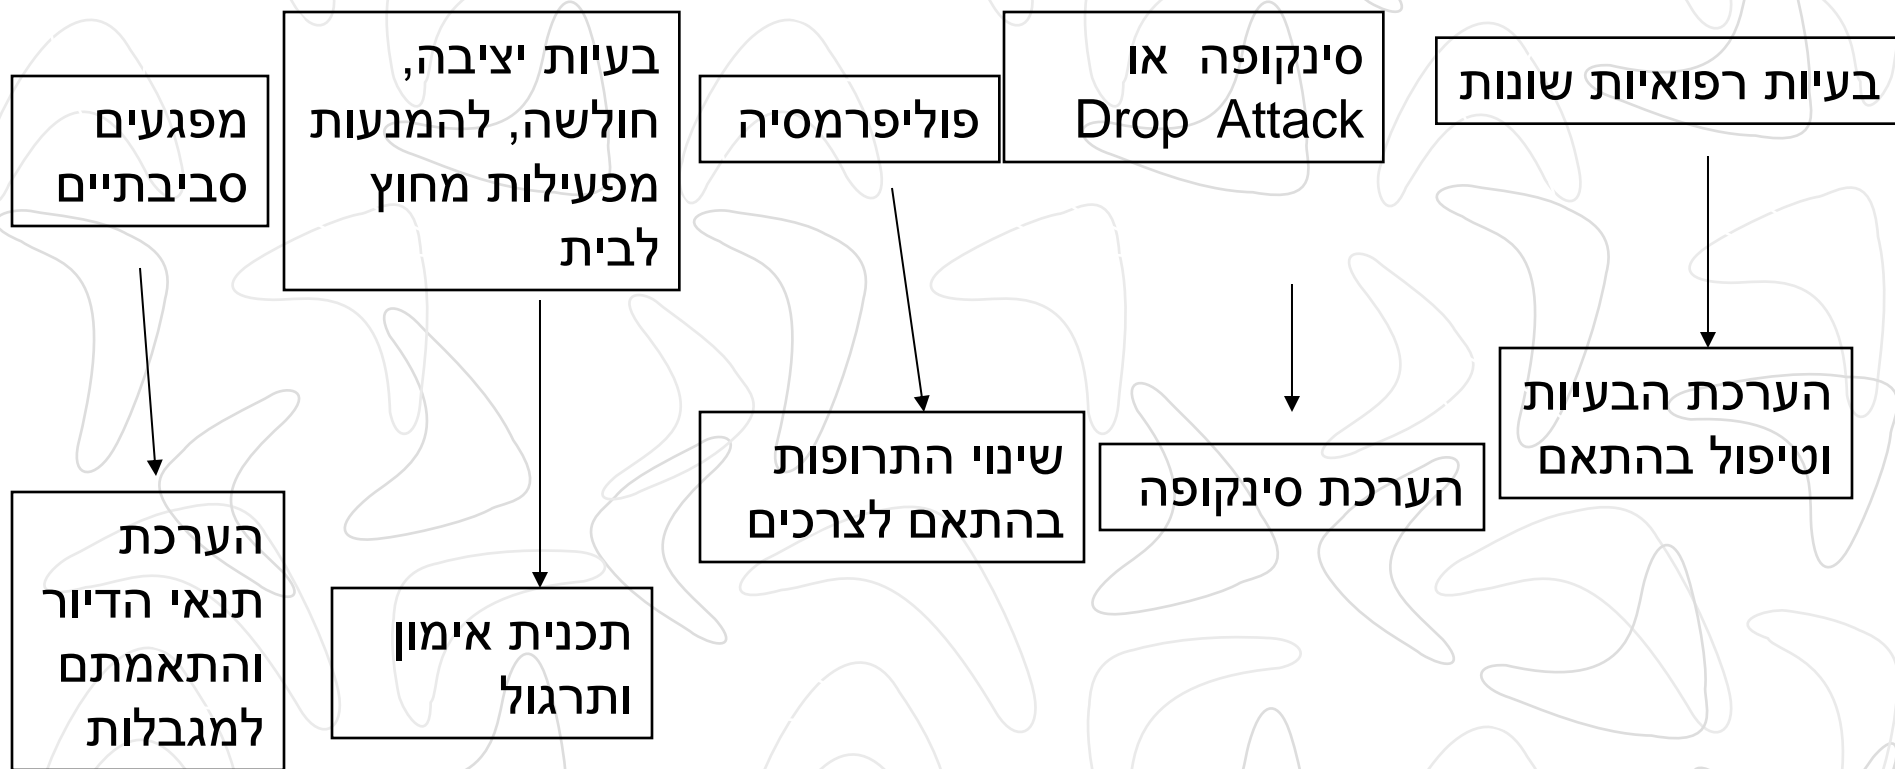 בעיות רפואיות שונות
סינקופה או
Drop Attack
פוליפרמסיה
בעיות יציבה,
חולשה, להמנעות
מפעילות מחוץ
לבית
מפגעים
סביבתיים
הערכת הבעיות
וטיפול בהתאם
הערכת סינקופה
שינוי התרופות
בהתאם לצרכים
תכנית אימון
ותרגול
הערכת
תנאי הדיור
והתאמתם
למגבלות